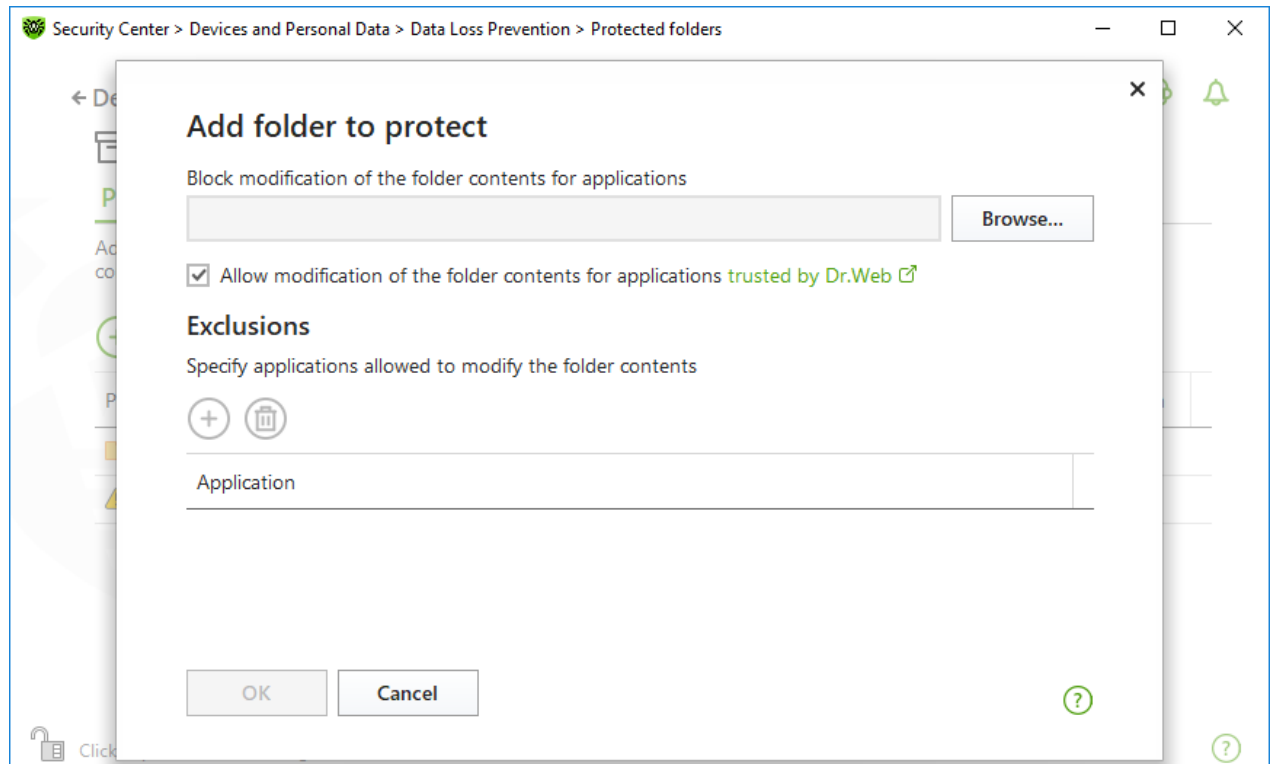 Security Center > Devices and Personal Data > Data Loss Prevention > Protected folders
Add folder to protect
Block modification of the folder contents for applications
Browse...
Allow modification of the folder contents for applications trusted by Dr.Web
Exclusions
Specify applications allowed to modify the folder contents
Application
OK
Cancel
Click